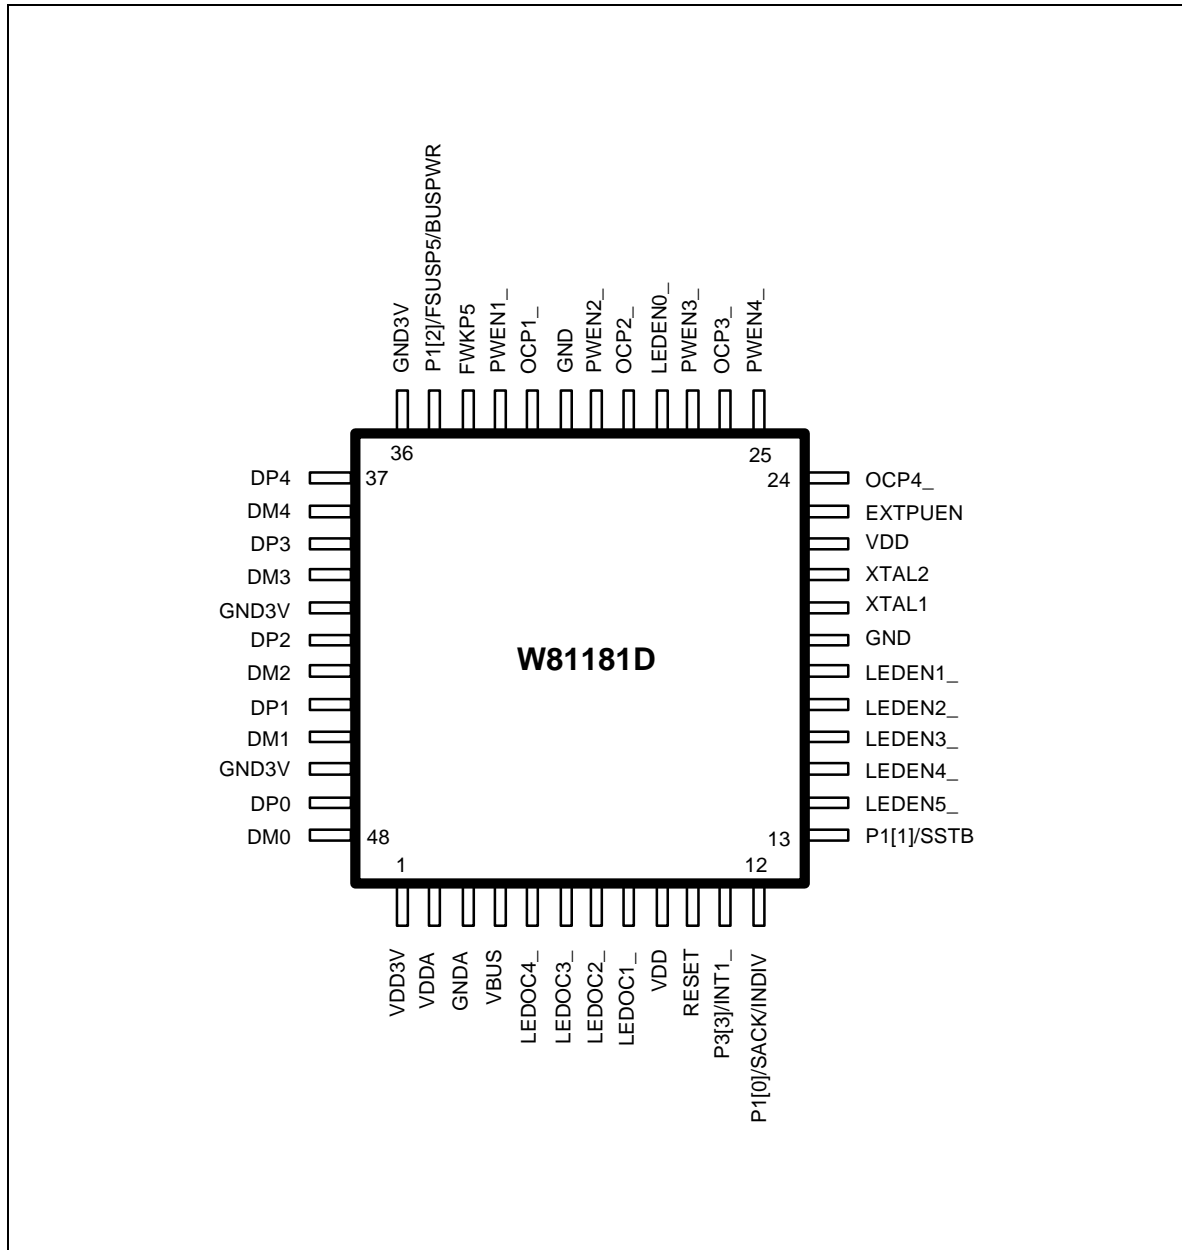 GND3V
P1[2]/FSUSP5/BUSPWR
FWKP5
PWEN1_
OCP1_
GND
PWEN2_
OCP2_
LEDEN0_
PWEN3_
OCP3_
PWEN4_
36
25
DP4
37
24
OCP4_
DM4
EXTPUEN
DP3
VDD
DM3
XTAL2
GND3V
XTAL1
DP2
GND
W81181D
DM2
LEDEN1_
DP1
LEDEN2_
DM1
LEDEN3_
GND3V
LEDEN4_
DP0
LEDEN5_
DM0
48
13
P1[1]/SSTB
1
12
VDD3V
VDDA
GNDA
VBUS
LEDOC4_
LEDOC3_
LEDOC2_
LEDOC1_
VDD
RESET
P3[3]/INT1_
P1[0]/SACK/INDIV